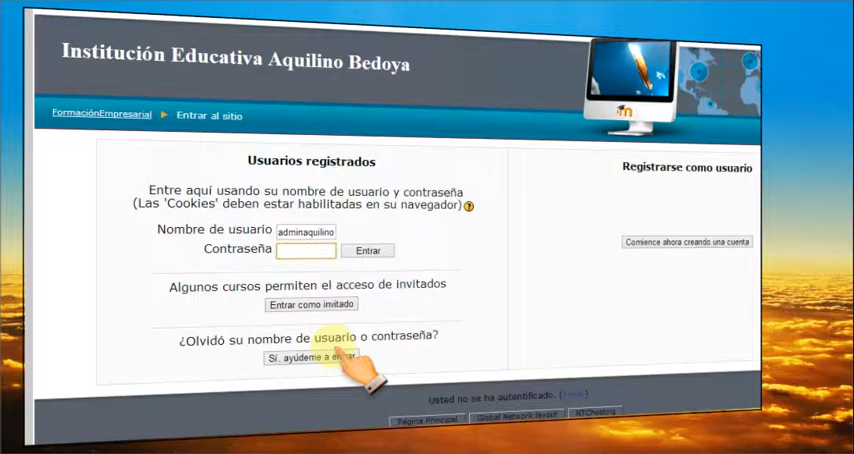 Institución Educativa Aquilino Bedoya
FormaciónEmpresarial ► Entrar al sitio
Usuarios registrados
Entre aquí usando su nombre de usuario y contraseña
(Las 'Cookies' deben estar habilitadas en su navegador) ?
Nombre de usuario adminaquilino
Contraseña Entrar
Algunos cursos permiten el acceso de invitados
Entrar como invitado
¿Olvidó su nombre de usuario o contraseña?
Sí, ayúdeme a entrar
Registrarse como usuario
Comience ahora creando una cuenta
Usted no se ha autentificado. (Entrar)
Página Principal Global Network layout NTChosting